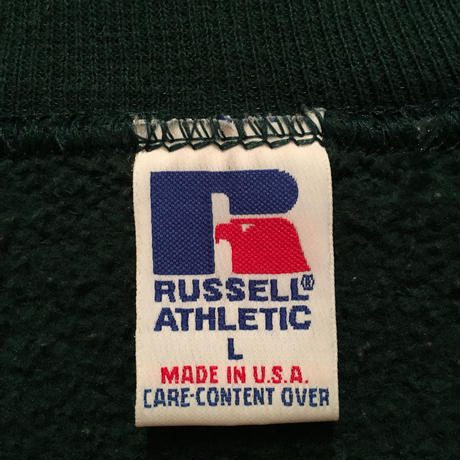 RUSSELL®
ATHLETIC
L
MADE IN U.S.A.
CARE-CONTENT OVER